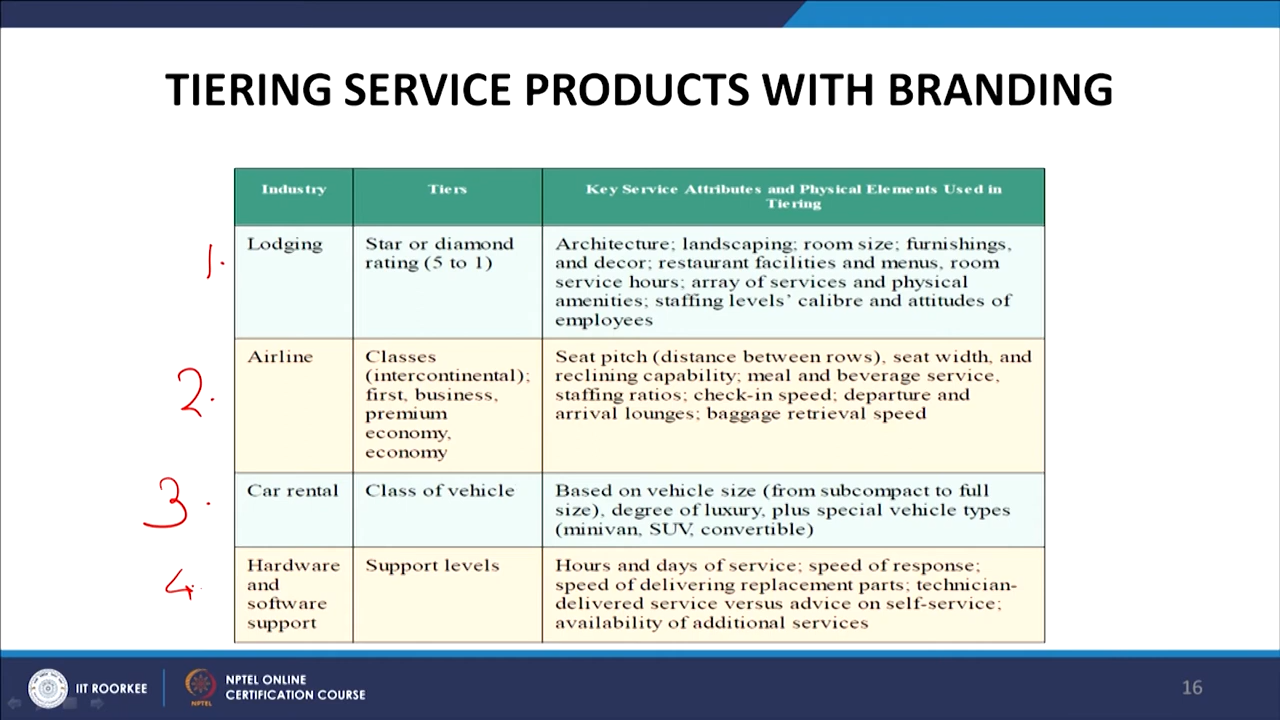 TIERING SERVICE PRODUCTS WITH BRANDING
Industry
Tiers
Key Service Attributes and Physical Elements Used in
Tiering
1.
Lodging
Star or diamond
rating (5 to 1)
Architecture; landscaping; room size; furnishings,
and decor; restaurant facilities and menus, room
service hours; array of services and physical
amenities; staffing levels' calibre and attitudes of
employees
2.
Airline
Classes
(intercontinental);
first, business,
premium
economy,
economy
Seat pitch (distance between rows), seat width, and
reclining capability; meal and beverage service,
staffing ratios; check-in speed; departure and
arrival lounges; baggage retrieval speed
3.
Car rental
Class of vehicle
Based on vehicle size (from subcompact to full
size), degree of luxury, plus special vehicle types
(minivan, SUV, convertible)
4.
Hardware
and
software
support
Support levels
Hours and days of service; speed of response;
speed of delivering replacement parts; technician-
delivered service versus advice on self-service;
availability of additional services
IIT ROORKEE
NPTEL
NPTEL ONLINE
CERTIFICATION COURSE
16